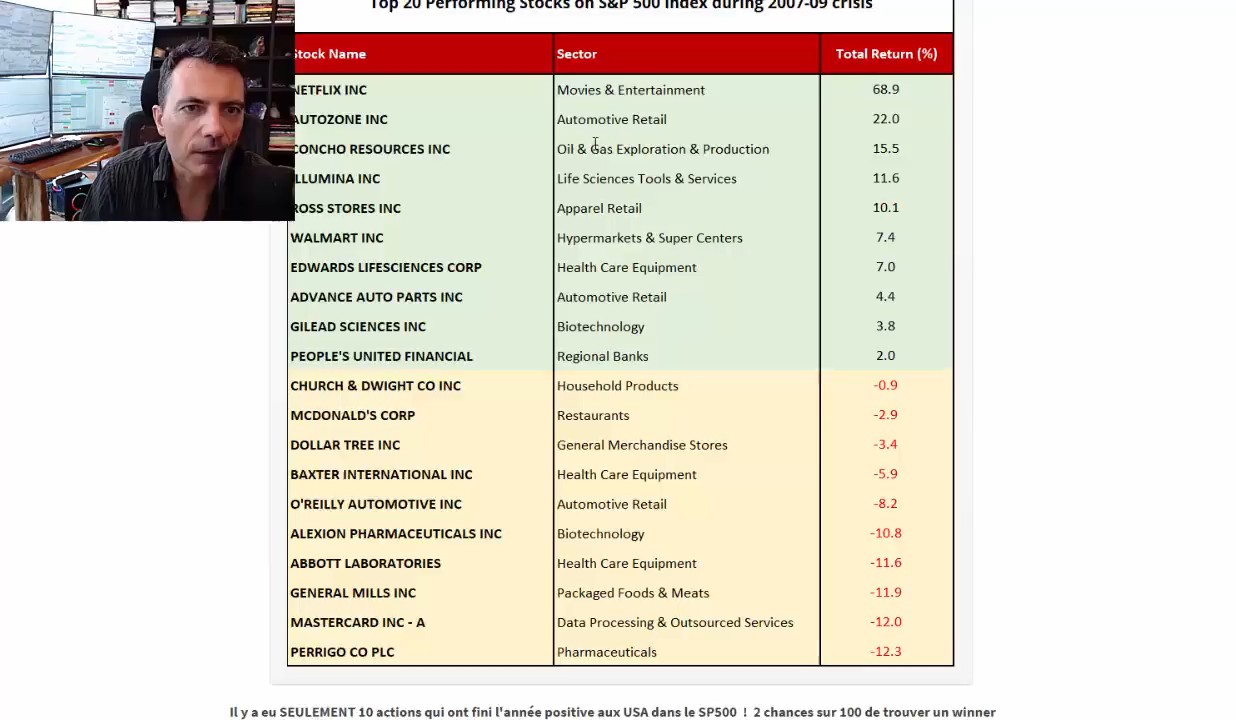 Top 20 Performing Stocks on S&P 500 Index during 2007-09 crisis
Stock Name Sector Total Return (%)
NETFLIX INC Movies & Entertainment 68.9
AUTOZONE INC Automotive Retail 22.0
CONCHO RESOURCES INC Oil & Gas Exploration & Production 15.5
ILLUMINA INC Life Sciences Tools & Services 11.6
ROSS STORES INC Apparel Retail 10.1
WALMART INC Hypermarkets & Super Centers 7.4
EDWARDS LIFESCIENCES CORP Health Care Equipment 7.0
ADVANCE AUTO PARTS INC Automotive Retail 4.4
GILEAD SCIENCES INC Biotechnology 3.8
PEOPLE'S UNITED FINANCIAL Regional Banks 2.0
CHURCH & DWIGHT CO INC Household Products -0.9
MCDONALD'S CORP Restaurants -2.9
DOLLAR TREE INC General Merchandise Stores -3.4
BAXTER INTERNATIONAL INC Health Care Equipment -5.9
O'REILLY AUTOMOTIVE INC Automotive Retail -8.2
ALEXION PHARMACEUTICALS INC Biotechnology -10.8
ABBOTT LABORATORIES Health Care Equipment -11.6
GENERAL MILLS INC Packaged Foods & Meats -11.9
MASTERCARD INC - A Data Processing & Outsourced Services -12.0
PERRIGO CO PLC Pharmaceuticals -12.3
Il y a eu SEULEMENT 10 actions qui ont fini l'année positive aux USA dans le SP500 ! 2 chances sur 100 de trouver un winner